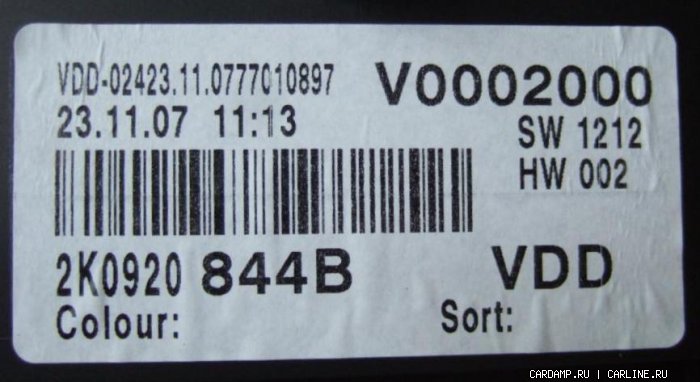 VDD-02423.11.0777010897 V0002000
23.11.07 11:13 SW 1212
HW 002
2K0920 844B VDD
Colour: Sort:
CARDAMP.RU | CARLINE.RU